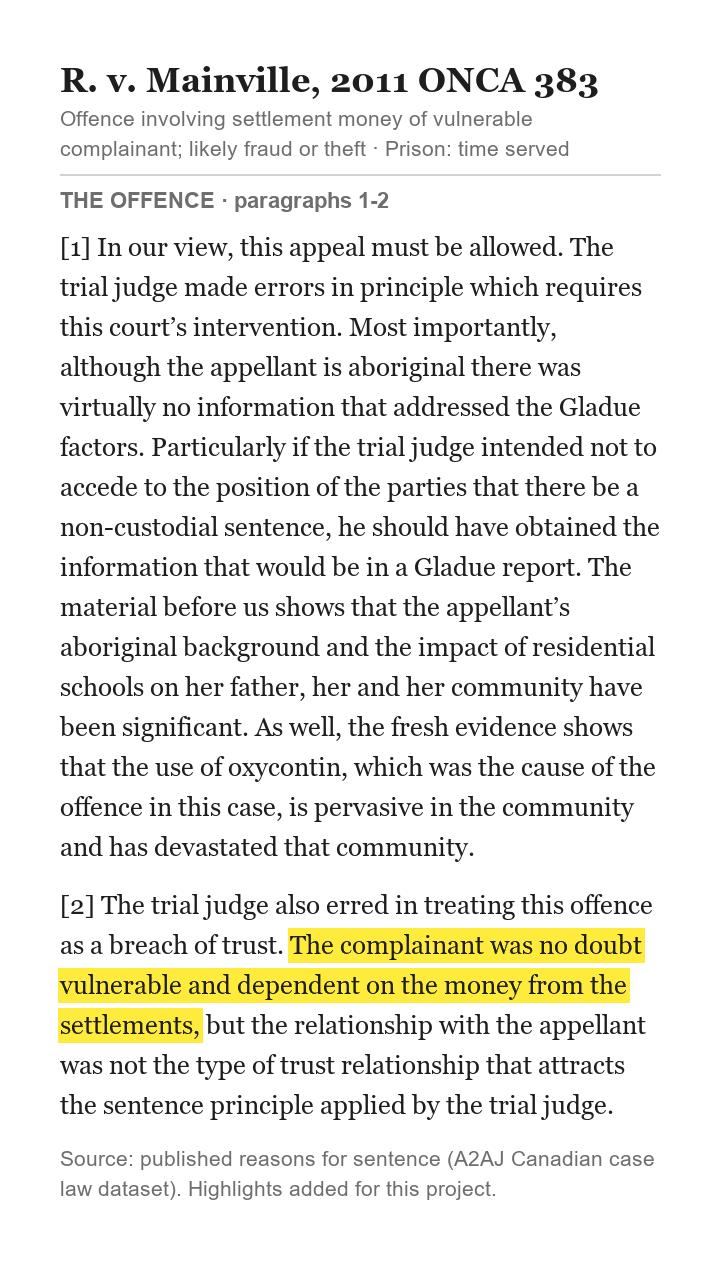 R. v. Mainville, 2011 ONCA 383
Offence involving settlement money of vulnerable
complainant; likely fraud or theft · Prison: time served
THE OFFENCE · paragraphs 1-2
[1] In our view, this appeal must be allowed. The
trial judge made errors in principle which requires
this court’s intervention. Most importantly,
although the appellant is aboriginal there was
virtually no information that addressed the Gladue
factors. Particularly if the trial judge intended not to
accede to the position of the parties that there be a
non-custodial sentence, he should have obtained the
information that would be in a Gladue report. The
material before us shows that the appellant’s
aboriginal background and the impact of residential
schools on her father, her and her community have
been significant. As well, the fresh evidence shows
that the use of oxycontin, which was the cause of the
offence in this case, is pervasive in the community
and has devastated that community.
[2] The trial judge also erred in treating this offence
as a breach of trust. The complainant was no doubt
vulnerable and dependent on the money from the
settlements, but the relationship with the appellant
was not the type of trust relationship that attracts
the sentence principle applied by the trial judge.
Source: published reasons for sentence (A2AJ Canadian case
law dataset). Highlights added for this project.